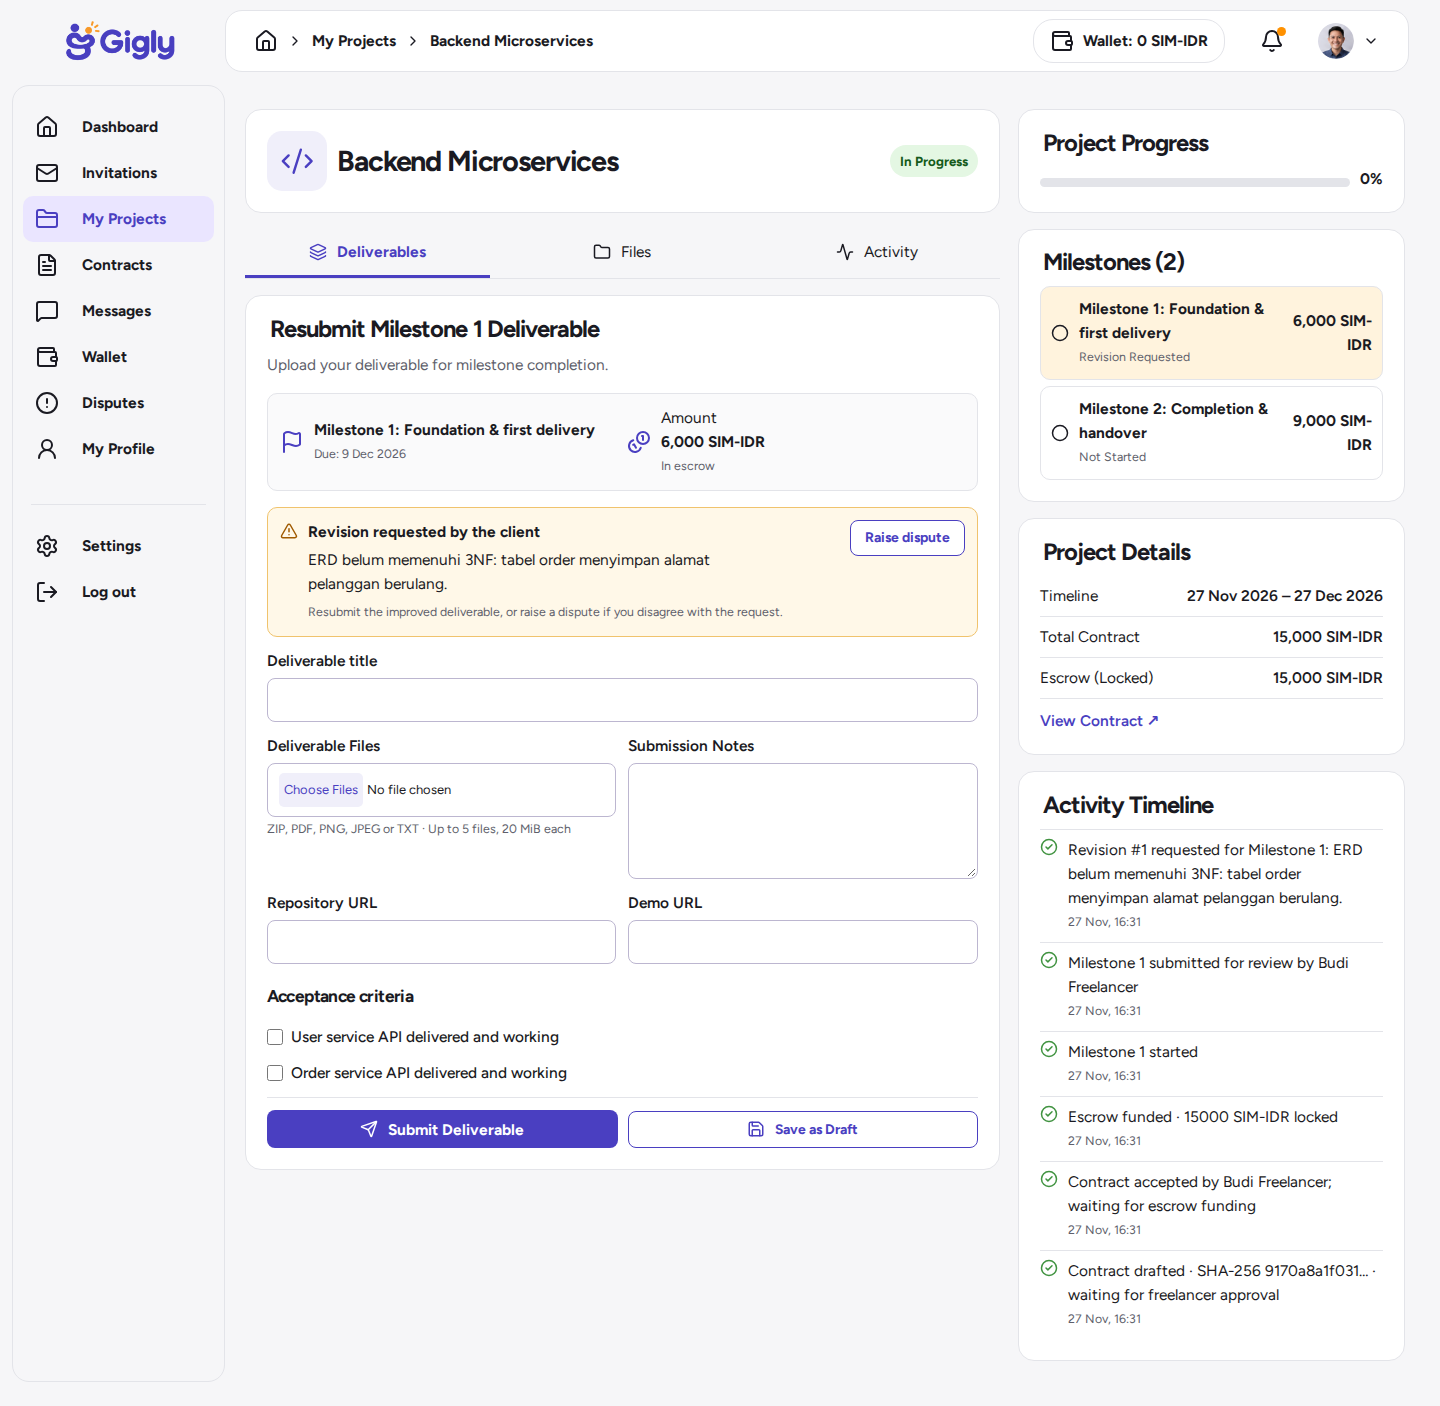 Gigly
My Projects
Backend Microservices
Wallet: 0 SIM-IDR
Dashboard
Invitations
My Projects
Contracts
Messages
Wallet
Disputes
My Profile
Settings
Log out
Backend Microservices
In Progress
Deliverables
Files
Activity
Resubmit Milestone 1 Deliverable
Upload your deliverable for milestone completion.
Milestone 1: Foundation & first delivery
Due: 9 Dec 2026
Amount
6,000 SIM-IDR
In escrow
Revision requested by the client
ERD belum memenuhi 3NF: tabel order menyimpan alamat
pelanggan berulang.
Resubmit the improved deliverable, or raise a dispute if you disagree with the request.
Raise dispute
Deliverable title
Deliverable Files
Choose Files No file chosen
ZIP, PDF, PNG, JPEG or TXT · Up to 5 files, 20 MiB each
Submission Notes
Repository URL
Demo URL
Acceptance criteria
User service API delivered and working
Order service API delivered and working
Submit Deliverable
Save as Draft
Project Progress
0%
Milestones (2)
Milestone 1: Foundation &
first delivery
Revision Requested
6,000 SIM-
IDR
Milestone 2: Completion &
handover
Not Started
9,000 SIM-
IDR
Project Details
Timeline 27 Nov 2026 – 27 Dec 2026
Total Contract 15,000 SIM-IDR
Escrow (Locked) 15,000 SIM-IDR
View Contract ↗
Activity Timeline
Revision #1 requested for Milestone 1: ERD
belum memenuhi 3NF: tabel order
menyimpan alamat pelanggan berulang.
27 Nov, 16:31
Milestone 1 submitted for review by Budi
Freelancer
27 Nov, 16:31
Milestone 1 started
27 Nov, 16:31
Escrow funded · 15000 SIM-IDR locked
27 Nov, 16:31
Contract accepted by Budi Freelancer;
waiting for escrow funding
27 Nov, 16:31
Contract drafted · SHA-256 9170a8a1f031… ·
waiting for freelancer approval
27 Nov, 16:31